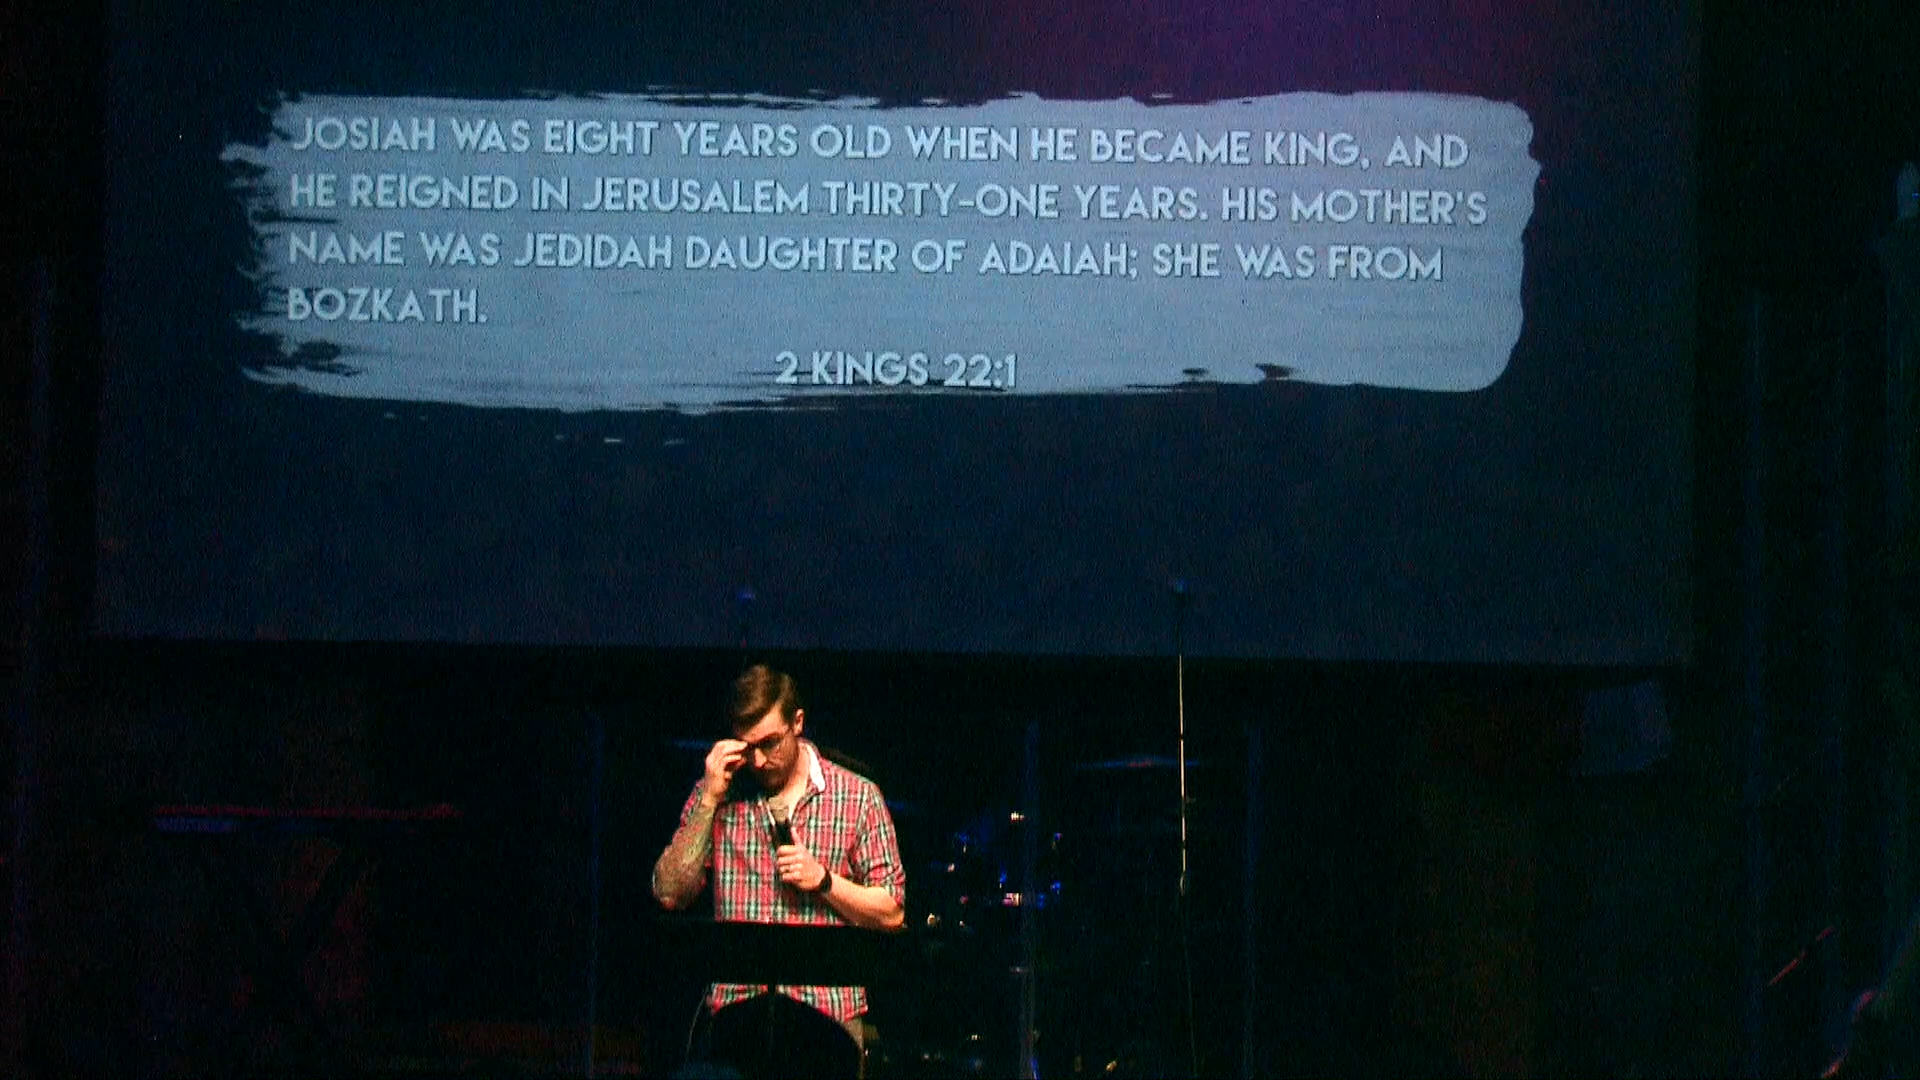 JOSIAH WAS EIGHT YEARS OLD WHEN HE BECAME KING, AND
HE REIGNED IN JERUSALEM THIRTY-ONE YEARS. HIS MOTHER'S
NAME WAS JEDIDAH DAUGHTER OF ADAIAH; SHE WAS FROM
BOZKATH.
2 KINGS 22:1